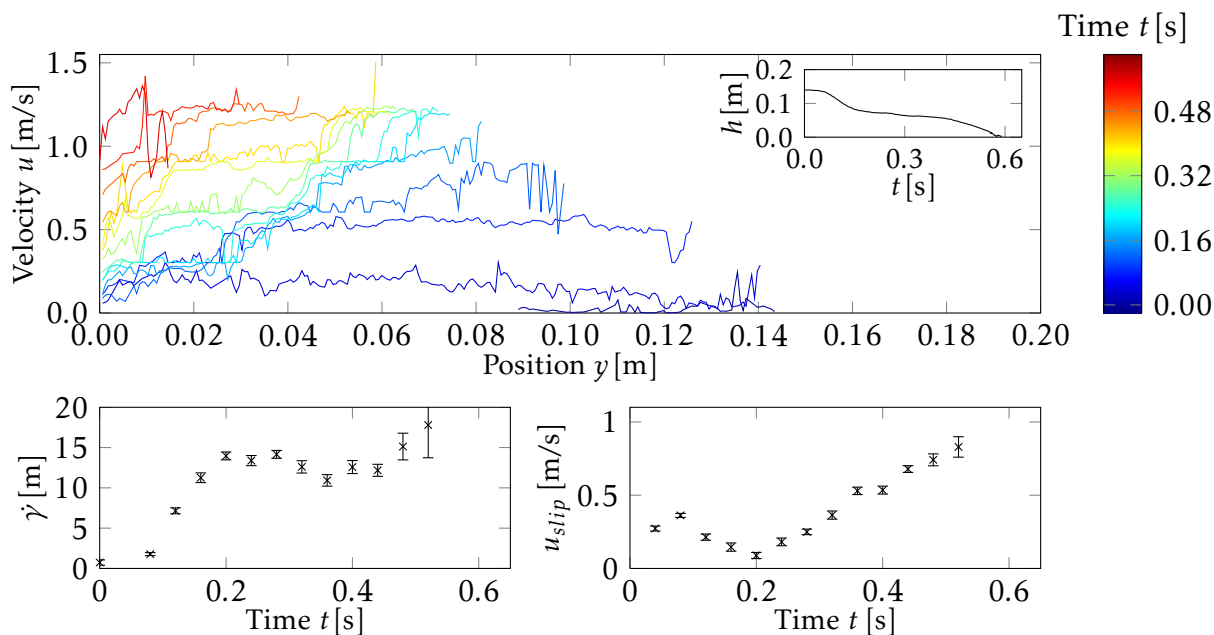 Time t [s]
1.5
1.0
0.5
0.0
Velocity u [m/s]
0.00 0.02 0.04 0.06 0.08 0.10 0.12 0.14 0.16 0.18 0.20
Position y [m]
0.2
0.1
0.0
h [m]
0.0 0.3 0.6
t [s]
0.48
0.32
0.16
0.00
20
15
10
5
0
γ̇ [m]
0 0.2 0.4 0.6
Time t [s]
1
0.5
0
u_slip [m/s]
0 0.2 0.4 0.6
Time t [s]